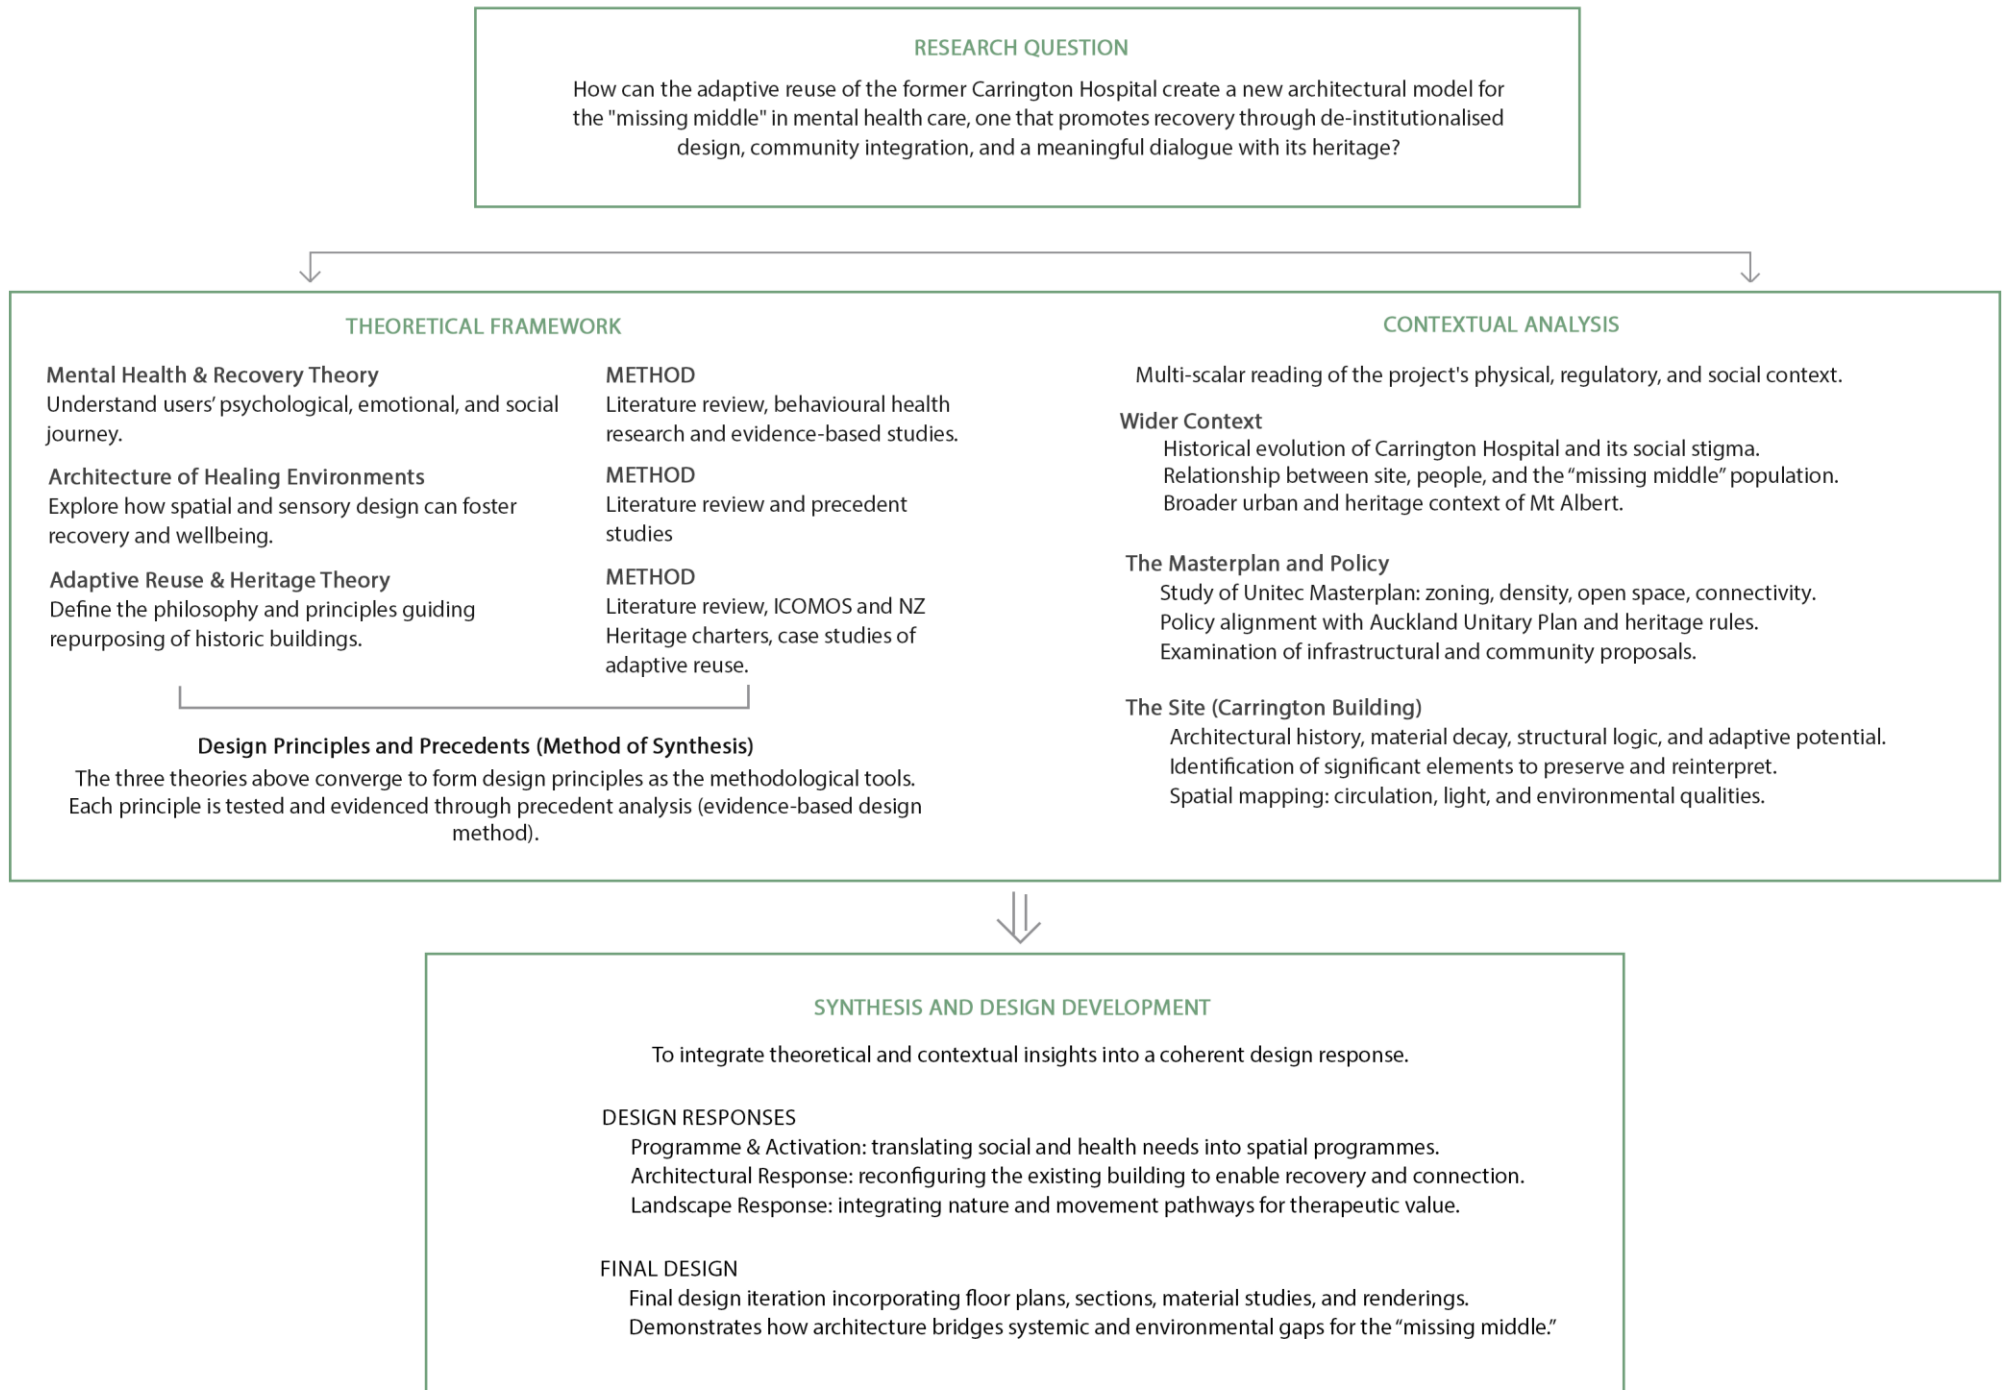 RESEARCH QUESTION
How can the adaptive reuse of the former Carrington Hospital create a new architectural model for
the "missing middle" in mental health care, one that promotes recovery through de-institutionalised
design, community integration, and a meaningful dialogue with its heritage?
THEORETICAL FRAMEWORK
Mental Health & Recovery Theory
Understand users’ psychological, emotional, and social
journey.
METHOD
Literature review, behavioural health
research and evidence-based studies.
Architecture of Healing Environments
Explore how spatial and sensory design can foster
recovery and wellbeing.
METHOD
Literature review and precedent
studies
Adaptive Reuse & Heritage Theory
Define the philosophy and principles guiding
repurposing of historic buildings.
METHOD
Literature review, ICOMOS and NZ
Heritage charters, case studies of
adaptive reuse.
Design Principles and Precedents (Method of Synthesis)
The three theories above converge to form design principles as the methodological tools.
Each principle is tested and evidenced through precedent analysis (evidence-based design
method).
CONTEXTUAL ANALYSIS
Multi-scalar reading of the project's physical, regulatory, and social context.
Wider Context
Historical evolution of Carrington Hospital and its social stigma.
Relationship between site, people, and the “missing middle” population.
Broader urban and heritage context of Mt Albert.
The Masterplan and Policy
Study of Unitec Masterplan: zoning, density, open space, connectivity.
Policy alignment with Auckland Unitary Plan and heritage rules.
Examination of infrastructural and community proposals.
The Site (Carrington Building)
Architectural history, material decay, structural logic, and adaptive potential.
Identification of significant elements to preserve and reinterpret.
Spatial mapping: circulation, light, and environmental qualities.
SYNTHESIS AND DESIGN DEVELOPMENT
To integrate theoretical and contextual insights into a coherent design response.
DESIGN RESPONSES
Programme & Activation: translating social and health needs into spatial programmes.
Architectural Response: reconfiguring the existing building to enable recovery and connection.
Landscape Response: integrating nature and movement pathways for therapeutic value.
FINAL DESIGN
Final design iteration incorporating floor plans, sections, material studies, and renderings.
Demonstrates how architecture bridges systemic and environmental gaps for the “missing middle.”